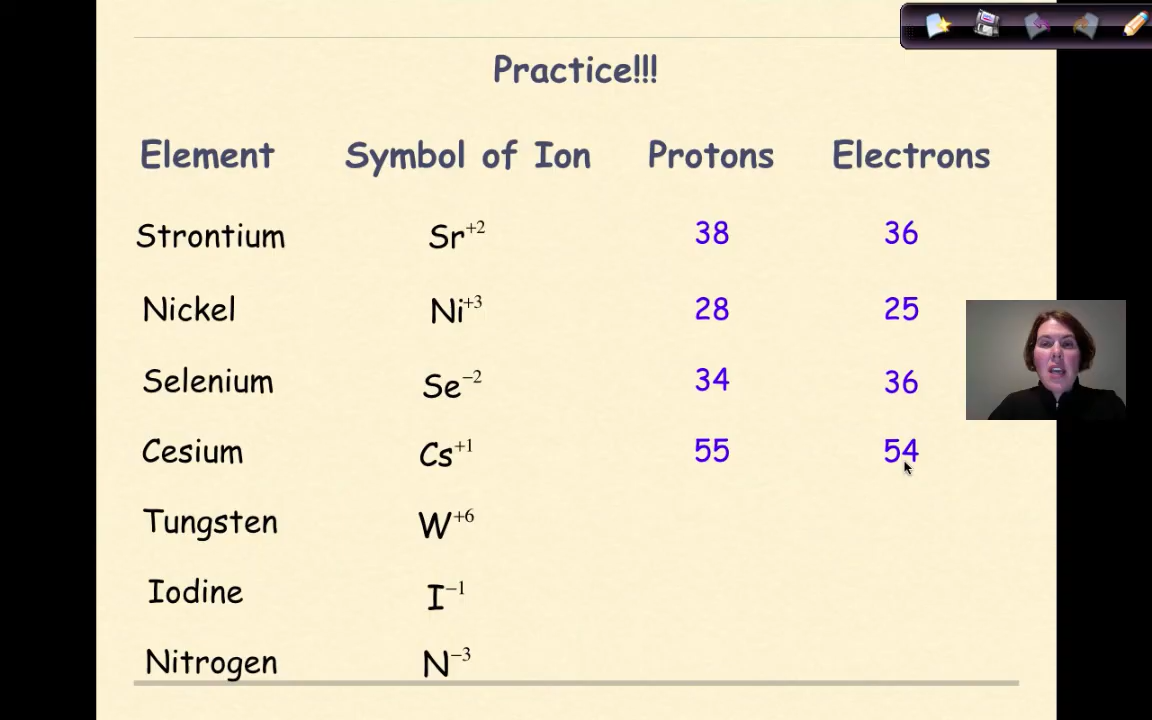 Practice!!!
Element Symbol of Ion Protons Electrons
Strontium Sr+2 38 36
Nickel Ni+3 28 25
Selenium Se−2 34 36
Cesium Cs+1 55 54
Tungsten W+6
Iodine I−1
Nitrogen N−3